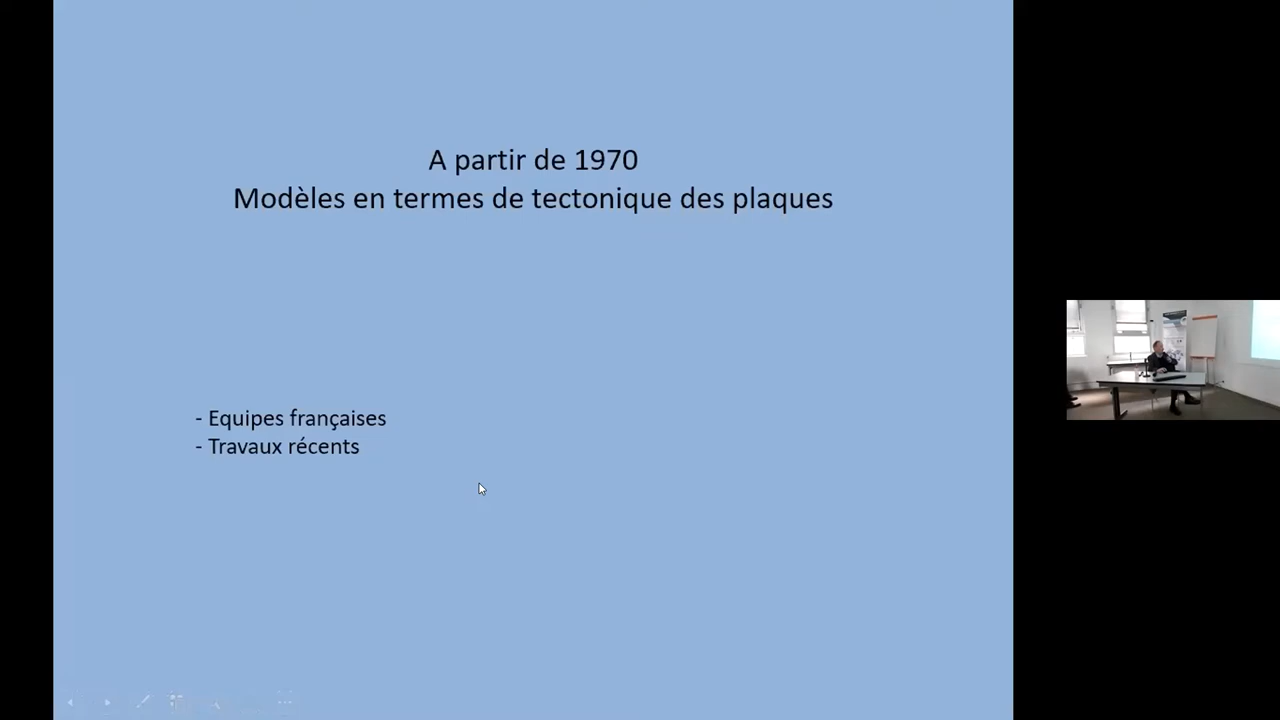 A partir de 1970
Modèles en termes de tectonique des plaques
- Equipes françaises
- Travaux récents